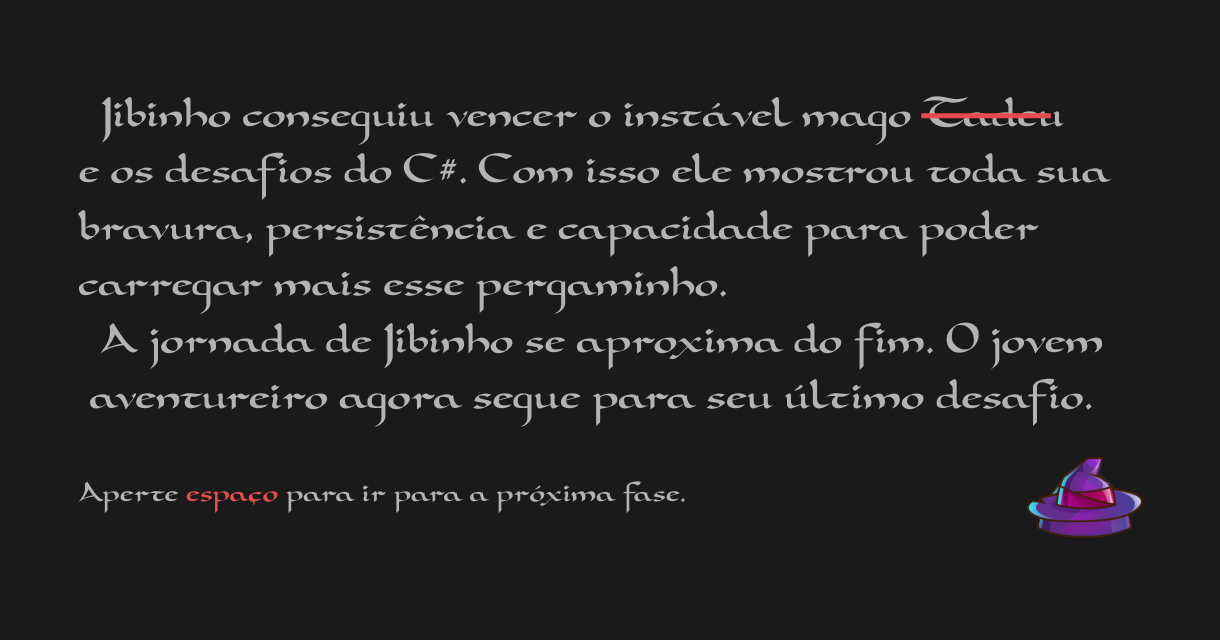 Jibinho conseguiu vencer o instável mago Tadeu
e os desafios do C#. Com isso ele mostrou toda sua
bravura, persistência e capacidade para poder
carregar mais esse pergaminho.
A jornada de Jibinho se aproxima do fim. O jovem
aventureiro agora segue para seu último desafio.
Aperte espaço para ir para a próxima fase.